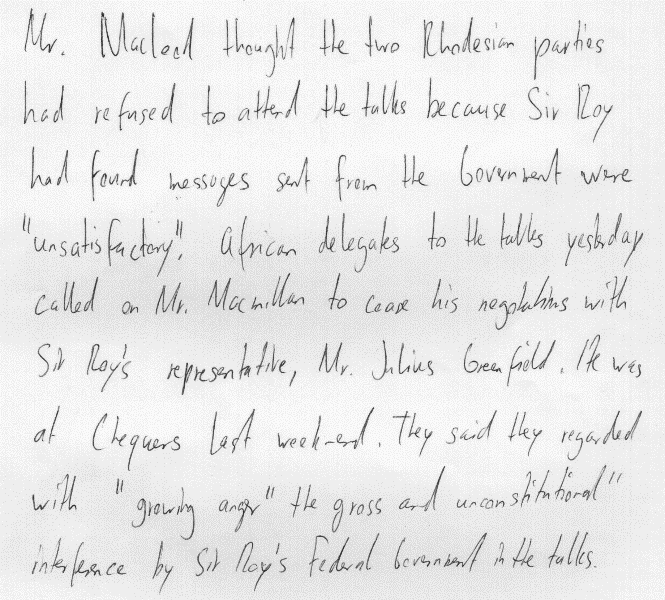 Mr. Macleod thought the two Rhodesian parties
had refused to attend the talks because Sir Roy
had found messages sent from the Government were
"unsatisfactory". African delegates to the talks yesterday
called on Mr. Macmillan to cease his negotiations with
Sir Roy's representative, Mr. Julius Greenfield. He was
at Chequers last week-end. They said they regarded
with "growing anger" the gross and unconstitutional"
interference by Sir Roy's Federal Government in the talks.